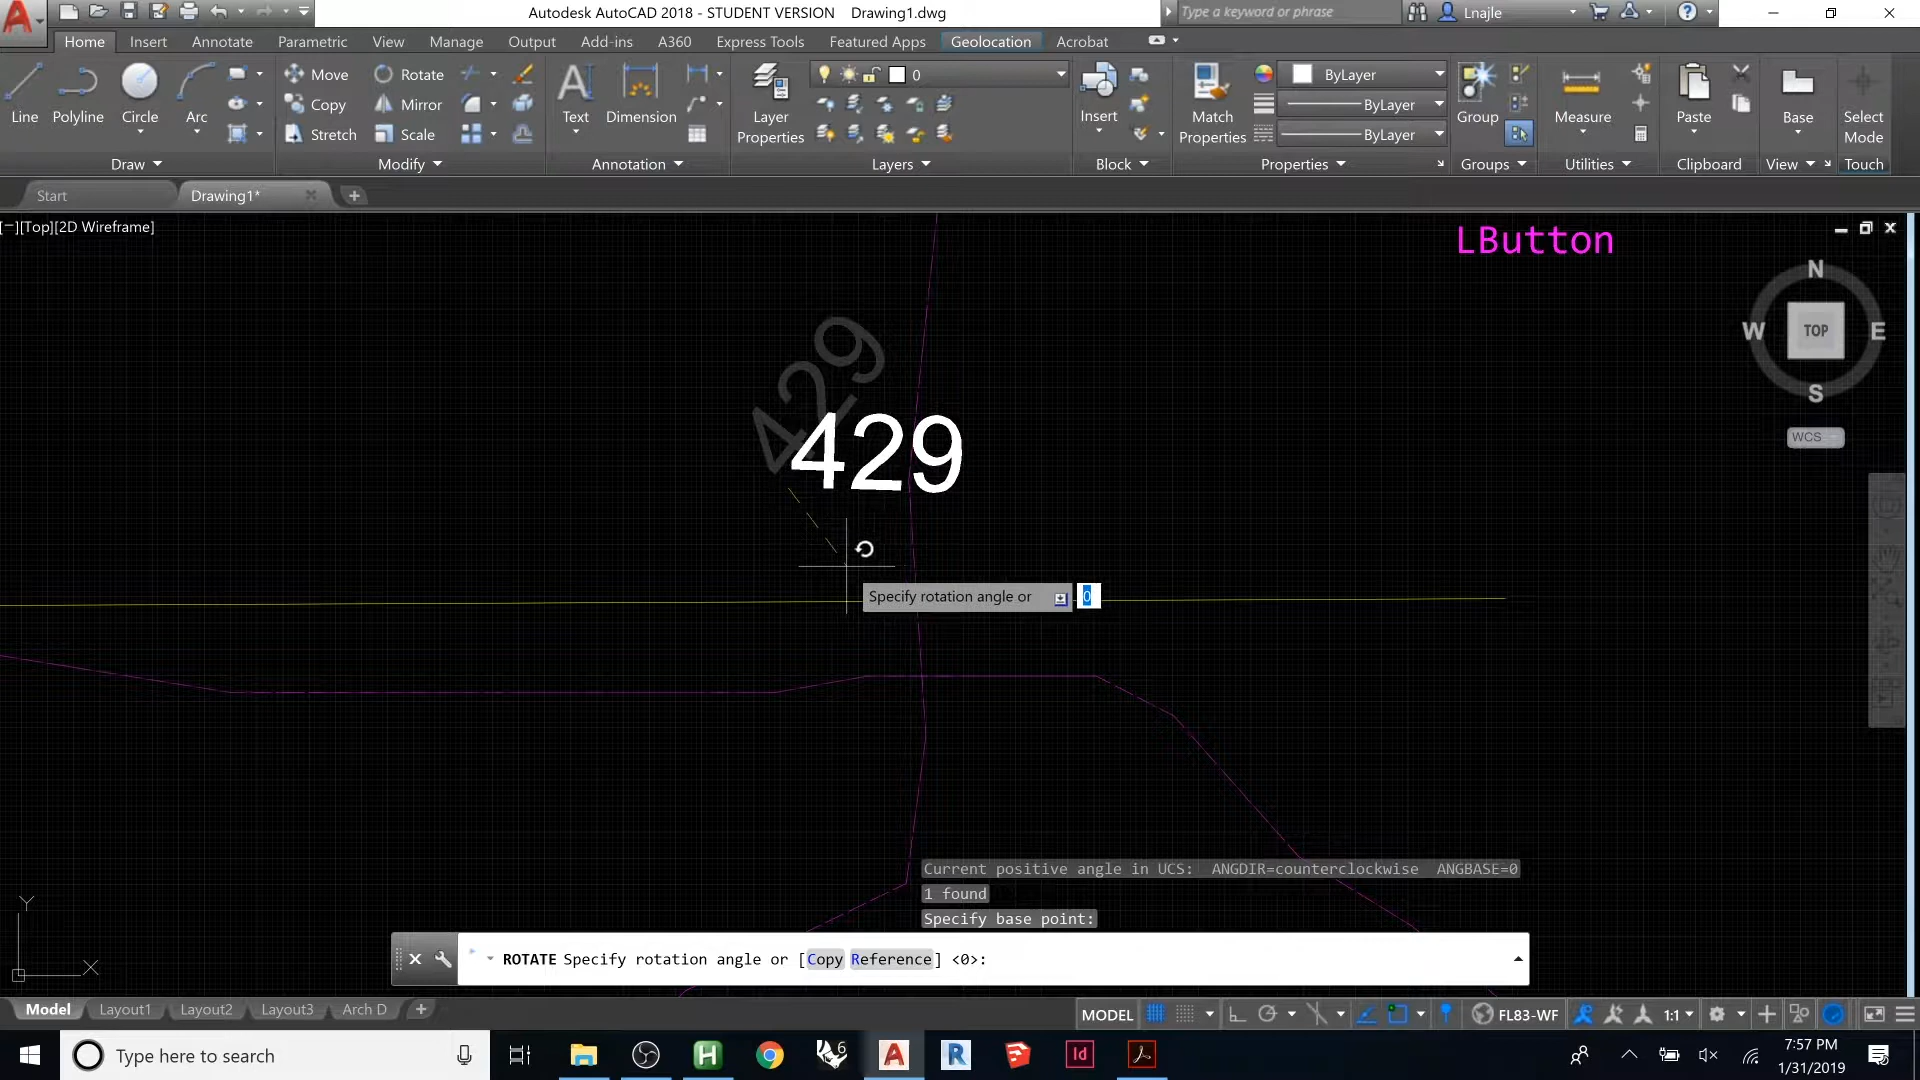 Autodesk AutoCAD 2018 - STUDENT VERSION Drawing1.dwg
Type a keyword or phrase
Lnajle
Home Insert Annotate Parametric View Manage Output Add-ins A360 Express Tools Featured Apps Geolocation Acrobat
Line Polyline Circle Arc
Move Rotate
Copy Mirror
Stretch Scale
Text Dimension
Layer Properties
0
Insert
Match Properties
ByLayer
ByLayer
ByLayer
Group
Measure
Paste
Base
Select Mode
Draw Modify Annotation Layers Block Properties Groups Utilities Clipboard View Touch
Start Drawing1*
[−][Top][2D Wireframe]
LButton
N
W TOP E
S
WCS
429
429
Specify rotation angle or 0
Current positive angle in UCS: ANGDIR=counterclockwise ANGBASE=0
1 found
Specify base point:
Y
X
ROTATE Specify rotation angle or [Copy Reference] <0>:
Model Layout1 Layout2 Layout3 Arch D
MODEL FL83-WF 1:1
Type here to search
6
A
R
Id
7:57 PM
1/31/2019